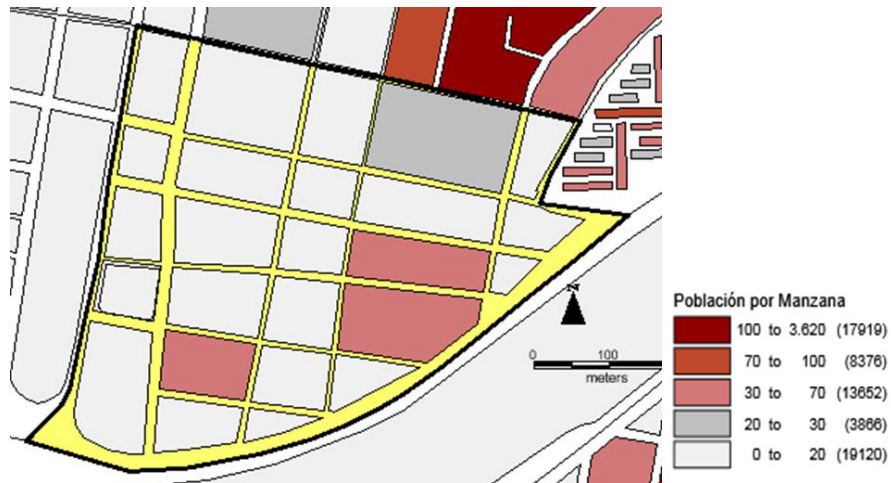 N
0 100
meters
Población por Manzana
100 to 3.620 (17919)
70 to 100 (8376)
30 to 70 (13652)
20 to 30 (3866)
0 to 20 (19120)